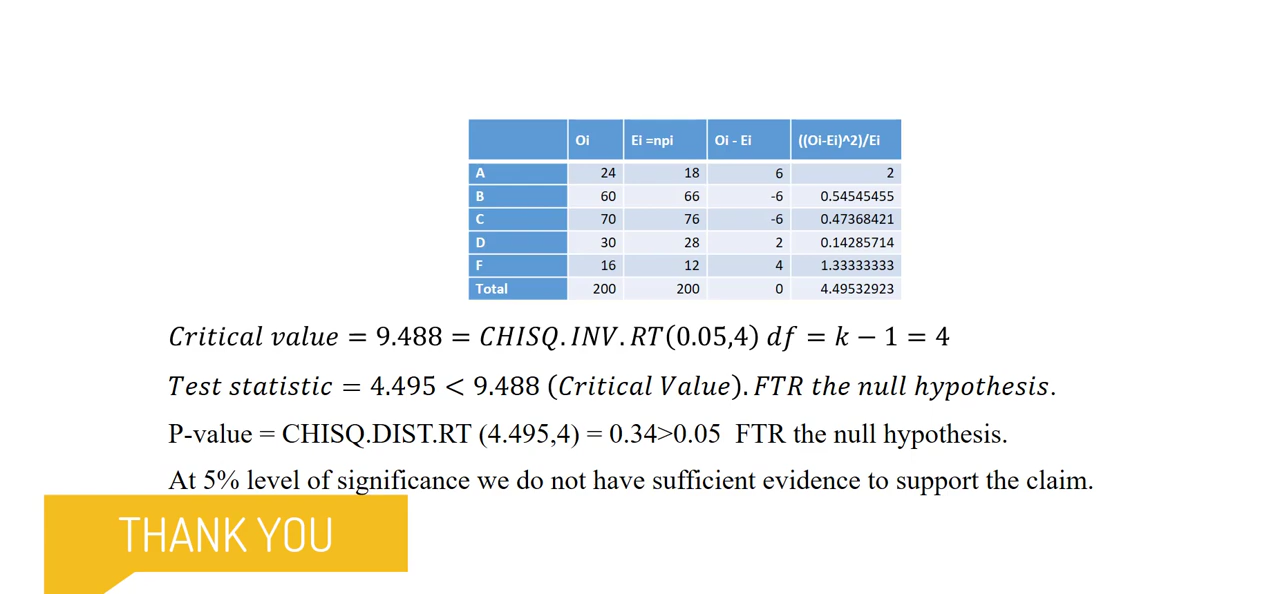 Oi Ei =npi Oi - Ei ((Oi-Ei)^2)/Ei
A 24 18 6 2
B 60 66 -6 0.54545455
C 70 76 -6 0.47368421
D 30 28 2 0.14285714
F 16 12 4 1.33333333
Total 200 200 0 4.49532923
Critical value = 9.488 = CHISQ.INV.RT(0.05,4) df = k − 1 = 4
Test statistic = 4.495 < 9.488 (Critical Value). FTR the null hypothesis.
P-value = CHISQ.DIST.RT (4.495,4) = 0.34>0.05 FTR the null hypothesis.
At 5% level of significance we do not have sufficient evidence to support the claim.
THANK YOU